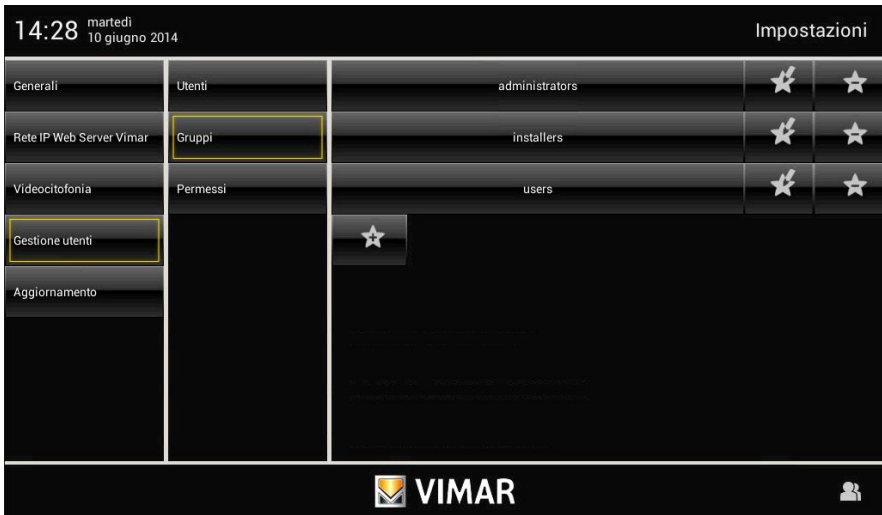 14:28 martedì
10 giugno 2014
Impostazioni
Generali
Utenti
administrators
Rete IP Web Server Vimar
Gruppi
installers
Videocitofonia
Permessi
users
Gestione utenti
Aggiornamento
VIMAR